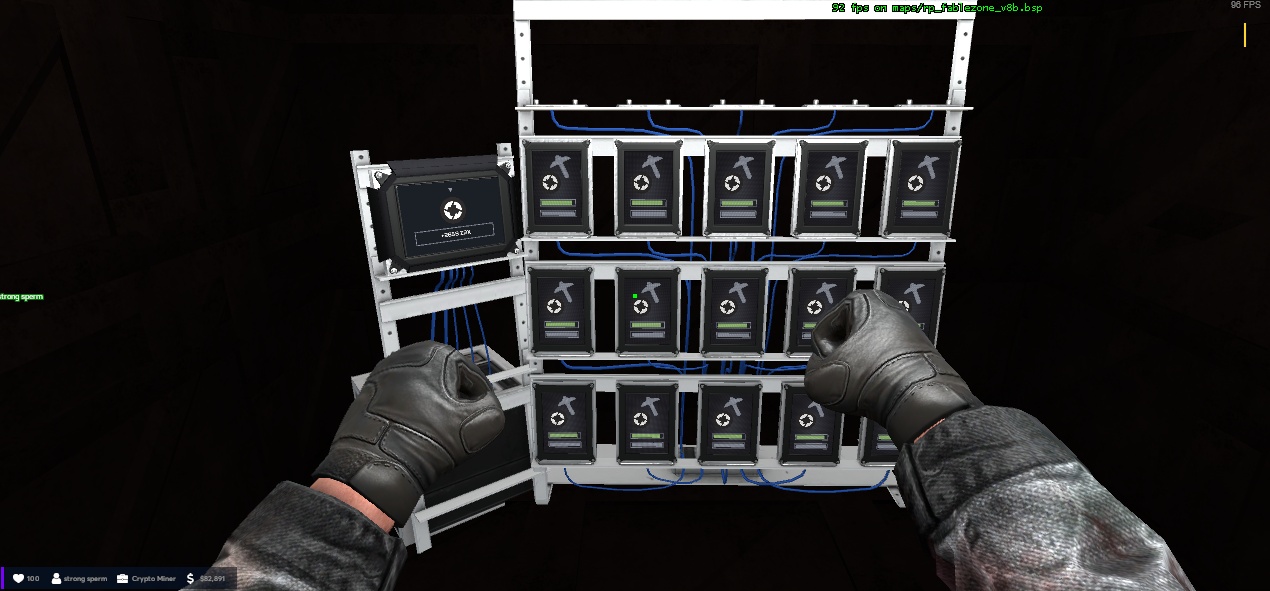 92 fps on maps/rp_fablezone_v8b.bsp
96 FPS
strong sperm
100
strong sperm
Crypto Miner
$82,891